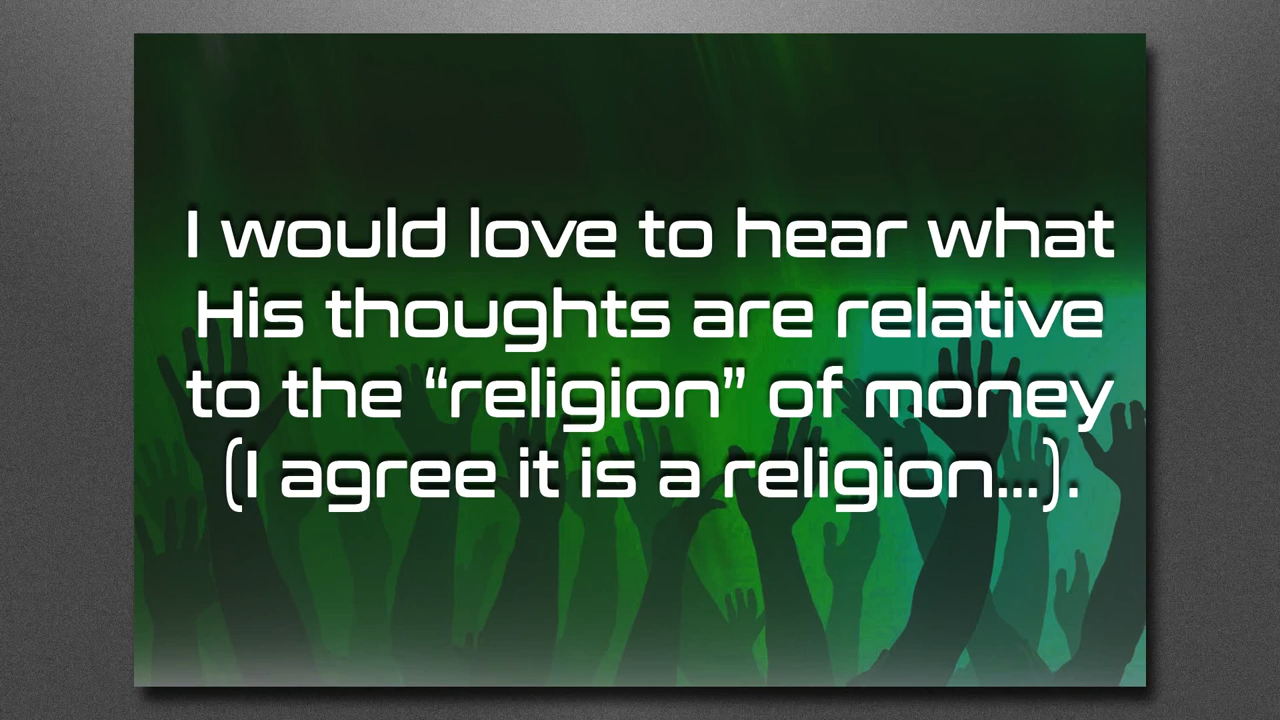 I would love to hear what
His thoughts are relative
to the “religion” of money
(I agree it is a religion...).